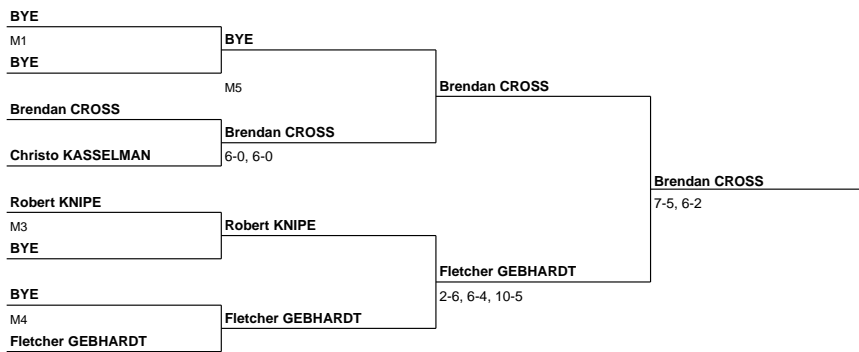 BYE
M1
BYE
BYE
M5
Brendan CROSS
Brendan CROSS
Brendan CROSS
Christo KASSELMAN
6-0, 6-0
Brendan CROSS
7-5, 6-2
Robert KNIPE
M3
Robert KNIPE
BYE
Fletcher GEBHARDT
2-6, 6-4, 10-5
BYE
M4
Fletcher GEBHARDT
Fletcher GEBHARDT